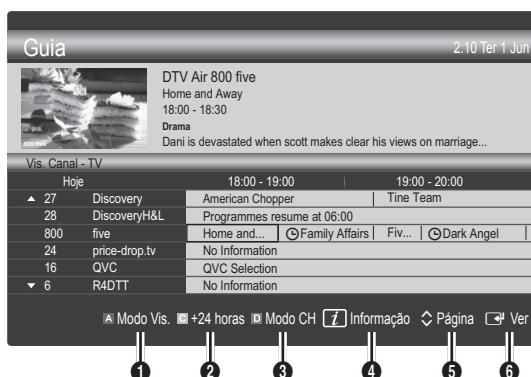 Guia 2:10 Ter 1 Jun
DTV Air 800 five
Home and Away
18:00 - 18:30
Drama
Dani is devastated when scott makes clear his views on marriage...
Vis. Canal - TV
Hoje 18:00 - 19:00 19:00 - 20:00
▲ 27 Discovery American Chopper Tine Team
28 DiscoveryH&L Programmes resume at 06:00
800 five Home and... Family Affairs Fiv... Dark Angel
24 price-drop.tv No Information
16 QVC QVC Selection
▼ 6 R4DTT No Information
A Modo Vis. C +24 horas D Modo CH i Informação Página Ver
1 2 3 4 5 6